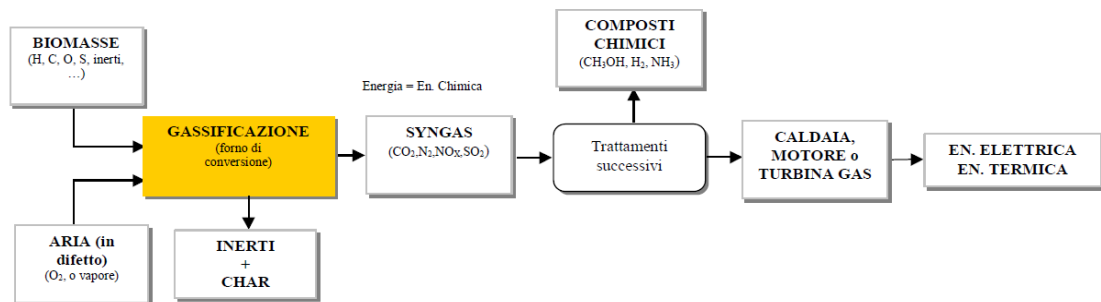 BIOMASSE
(H, C, O, S, inerti,
…)
ARIA (in
difetto)
(O₂, o vapore)
GASSIFICAZIONE
(forno di
conversione)
INERTI
+
CHAR
Energia = En. Chimica
SYNGAS
(CO₂,N₂,NOX,SO₂)
COMPOSTI
CHIMICI
(CH₃OH, H₂, NH₃)
Trattamenti
successivi
CALDAIA,
MOTORE o
TURBINA GAS
EN. ELETTRICA
EN. TERMICA